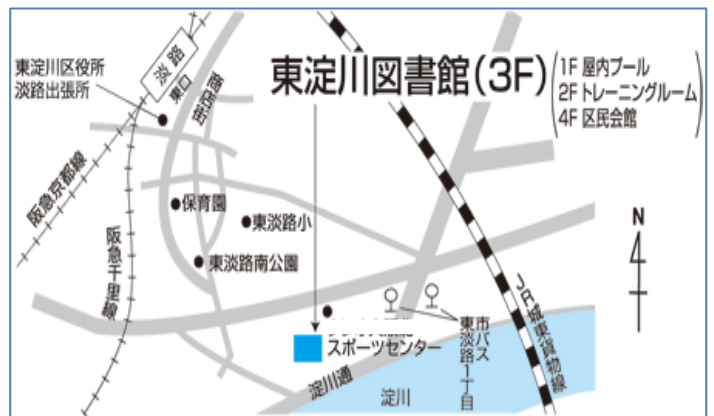 東淀川区役所
淡路出張所
淡路
東口
商店街
東淀川図書館(3F)
1F 屋内プール
2F トレーニングルーム
4F 区民会館
阪急京都線
阪急千里線
保育園
東淡路小
東淡路南公園
N
JR城東貨物線
市バス
東淡路1丁目
スポーツセンター
淀川通
淀川